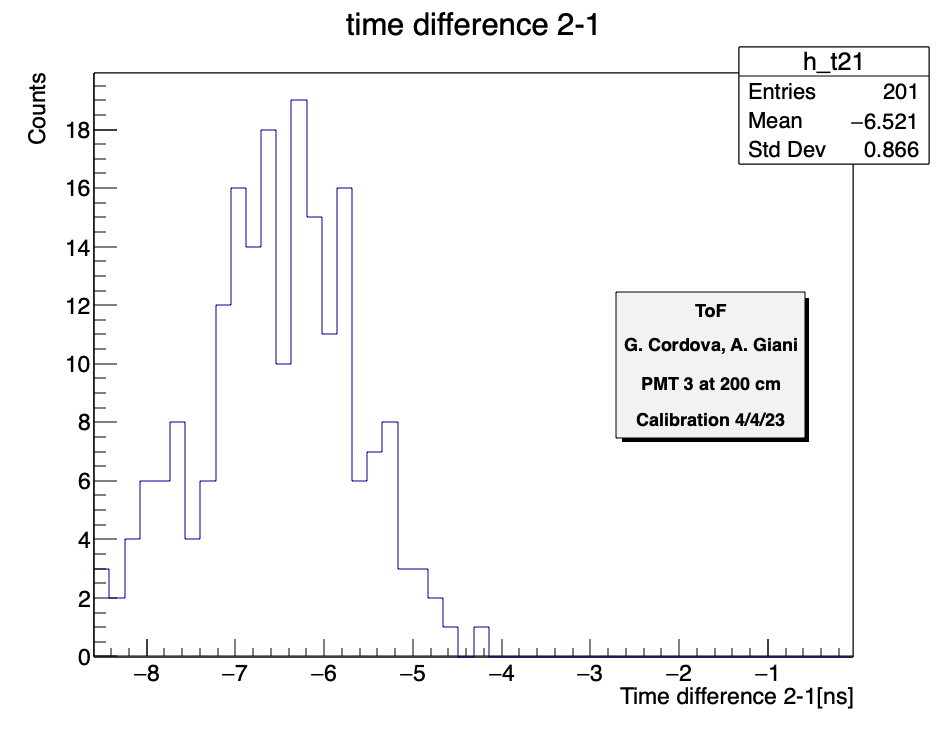 time difference 2-1
h_t21
Entries 201
Mean −6.521
Std Dev 0.866
Counts
18
16
14
12
10
8
6
4
2
0
ToF
G. Cordova, A. Giani
PMT 3 at 200 cm
Calibration 4/4/23
−8 −7 −6 −5 −4 −3 −2 −1
Time difference 2-1[ns]